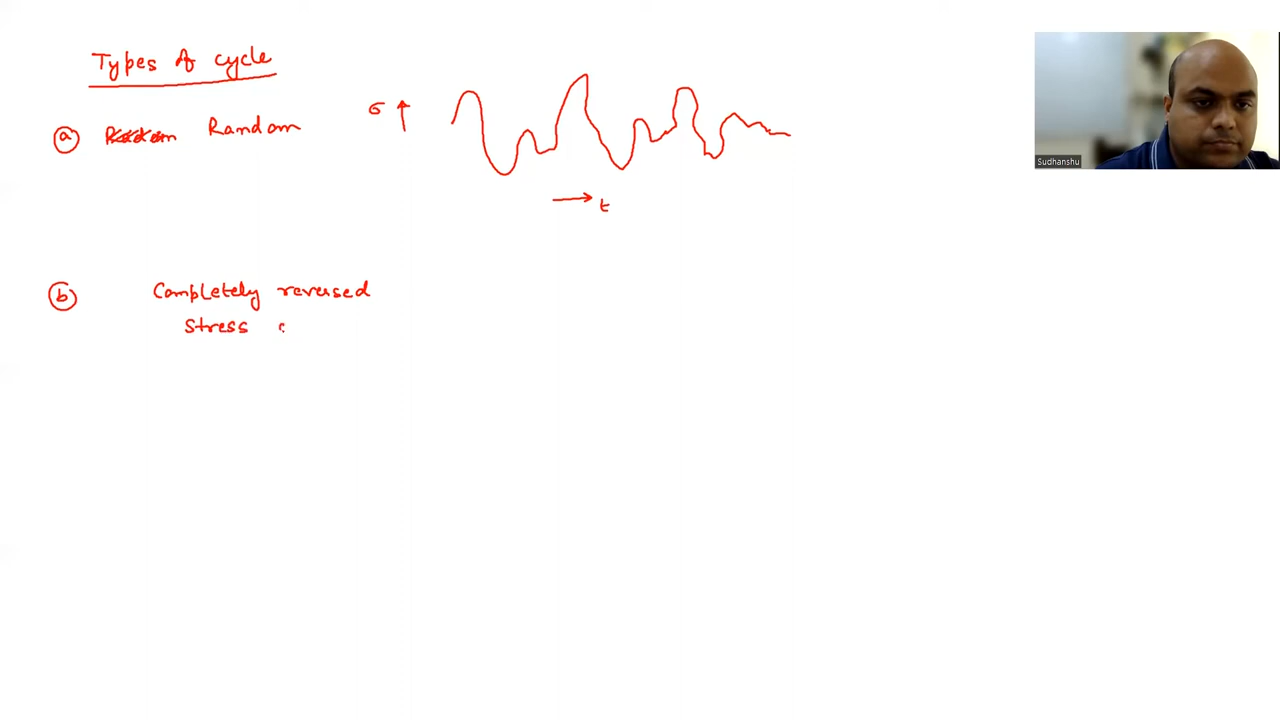 Types of cycle
(a) Random
σ ↑
→ t
(b) Completely reversed
stress
Sudhanshu